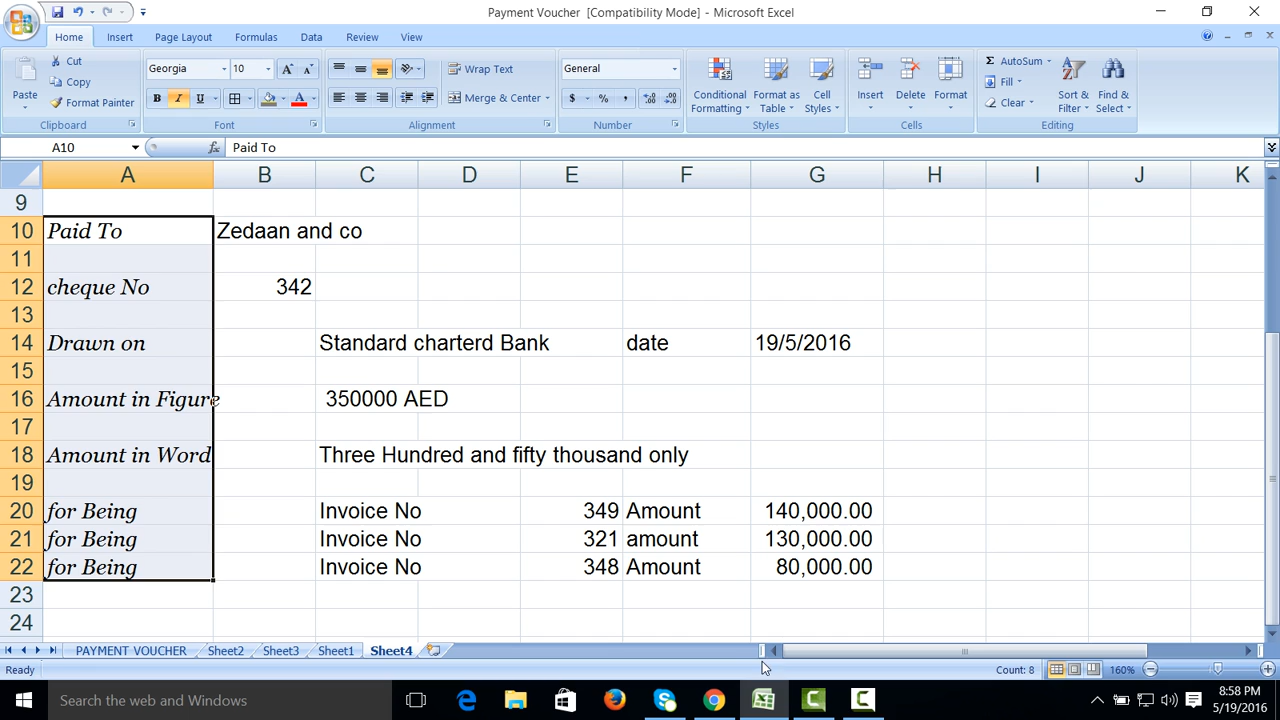 Payment Voucher [Compatibility Mode] - Microsoft Excel
Home Insert Page Layout Formulas Data Review View
Paste Cut Copy Format Painter Clipboard
Georgia 10 B I U A Font
Wrap Text Merge & Center Alignment
General $ % , Number
Conditional Formatting Format as Table Cell Styles Styles
Insert Delete Format Cells
Σ AutoSum Fill Clear Sort & Filter Find & Select Editing
A10 fx Paid To
A B C D E F G H I J K
9
10 Paid To Zedaan and co
11
12 cheque No 342
13
14 Drawn on Standard charterd Bank date 19/5/2016
15
16 Amount in Figure 350000 AED
17
18 Amount in Word Three Hundred and fifty thousand only
19
20 for Being Invoice No 349 Amount 140,000.00
21 for Being Invoice No 321 amount 130,000.00
22 for Being Invoice No 348 Amount 80,000.00
23
24
PAYMENT VOUCHER Sheet2 Sheet3 Sheet1 Sheet4
Ready Count: 8 160%
Search the web and Windows 8:58 PM
5/19/2016